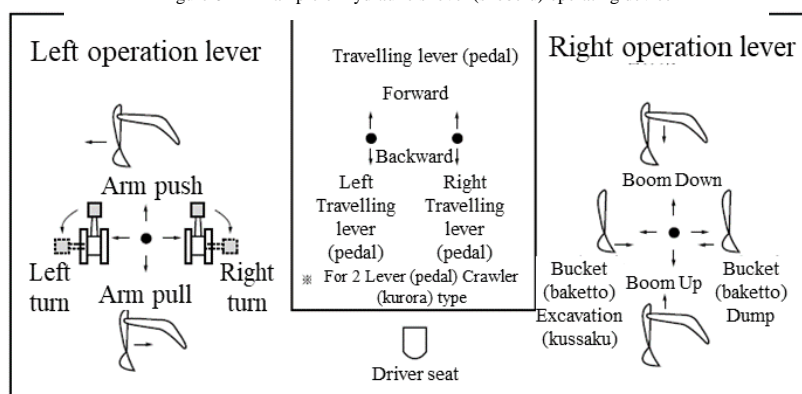 Left operation lever
Arm push
Left
turn
Right
turn
Arm pull
Travelling lever (pedal)
Forward
Backward
Left
Travelling
lever
(pedal)
Right
Travelling
lever
(pedal)
※ For 2 Lever (pedal) Crawler
(kurora) type
Driver seat
Right operation lever
Boom Down
Bucket
(baketto)
Excavation
(kussaku)
Boom Up
Bucket
(baketto)
Dump